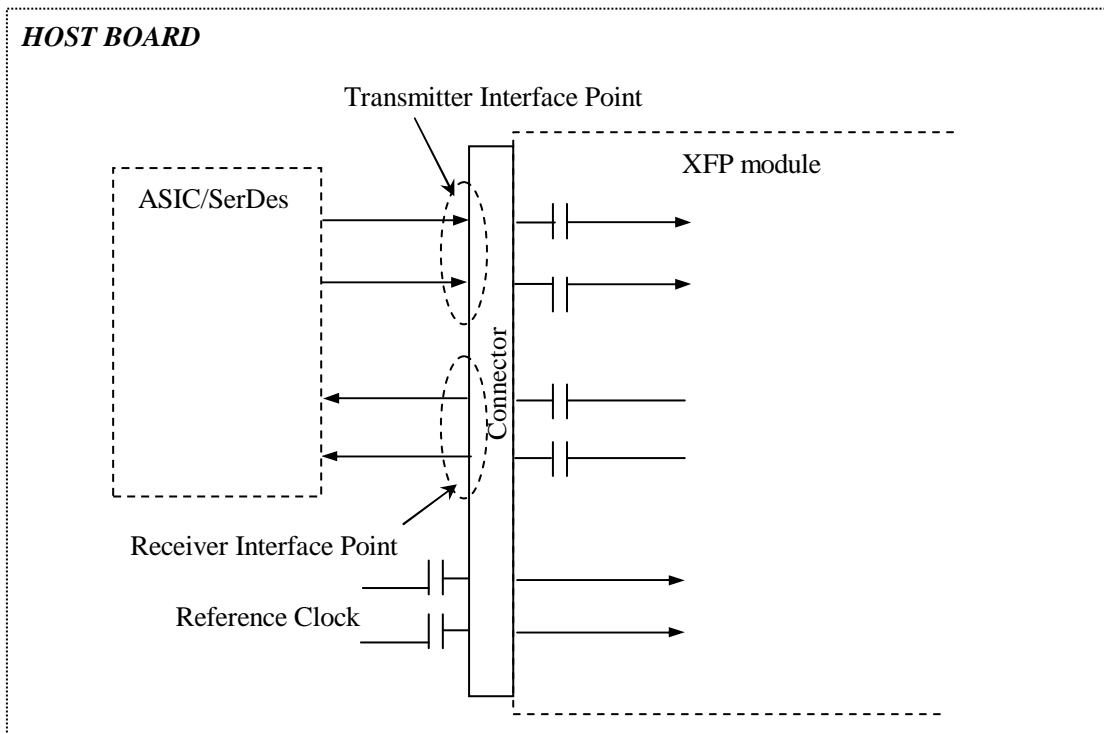 HOST BOARD
Transmitter Interface Point
XFP module
ASIC/SerDes
Connector
Receiver Interface Point
Reference Clock